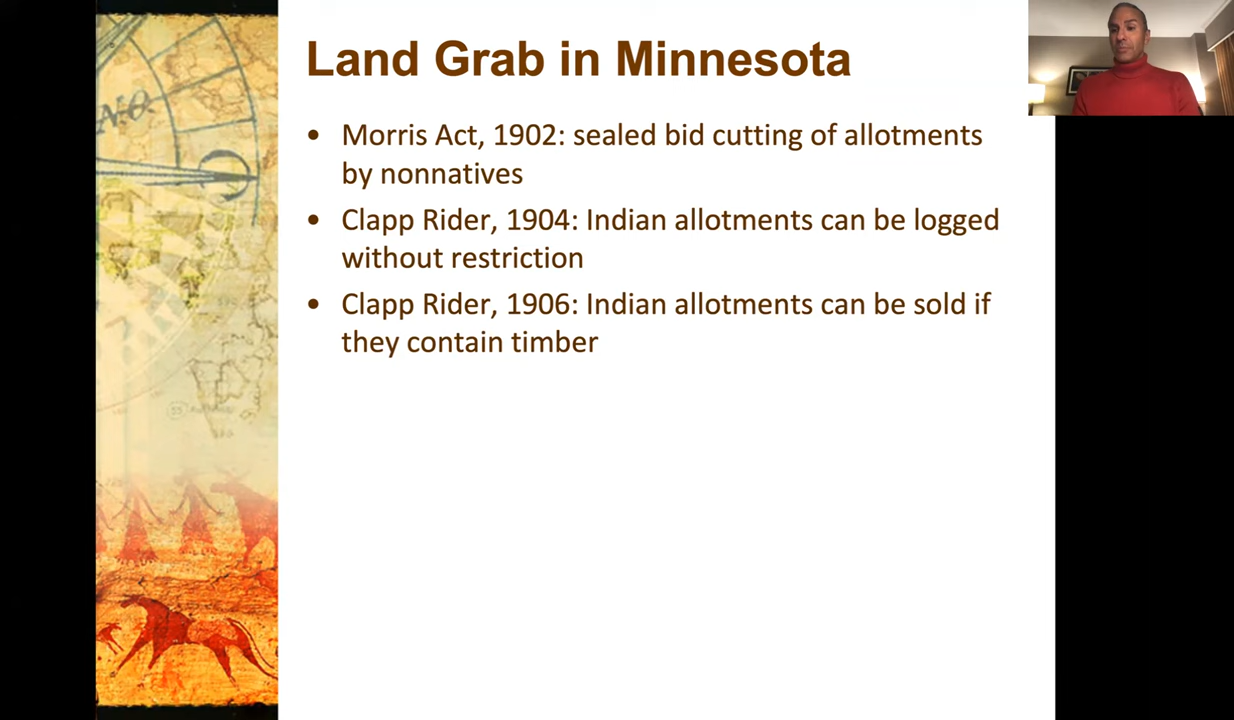 Land Grab in Minnesota
• Morris Act, 1902: sealed bid cutting of allotments
by nonnatives
• Clapp Rider, 1904: Indian allotments can be logged
without restriction
• Clapp Rider, 1906: Indian allotments can be sold if
they contain timber